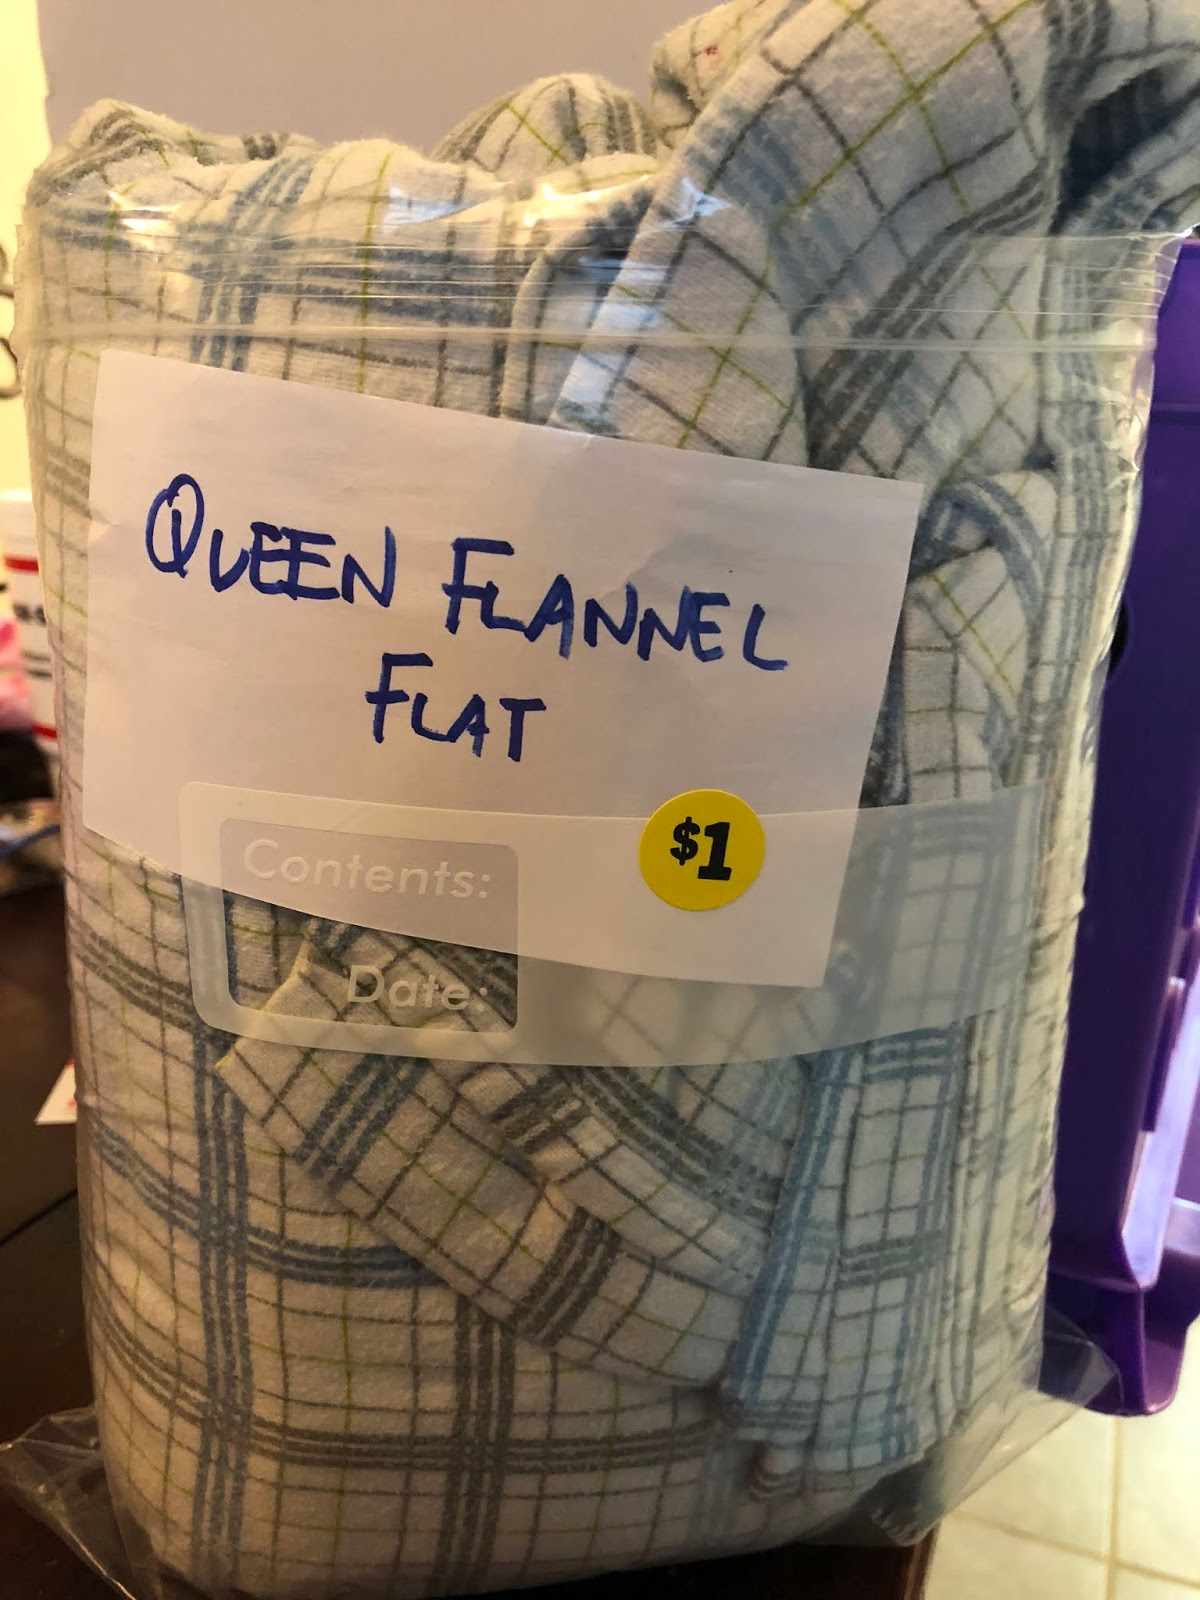 QUEEN FLANNEL
FLAT
$1
Contents:
Date: